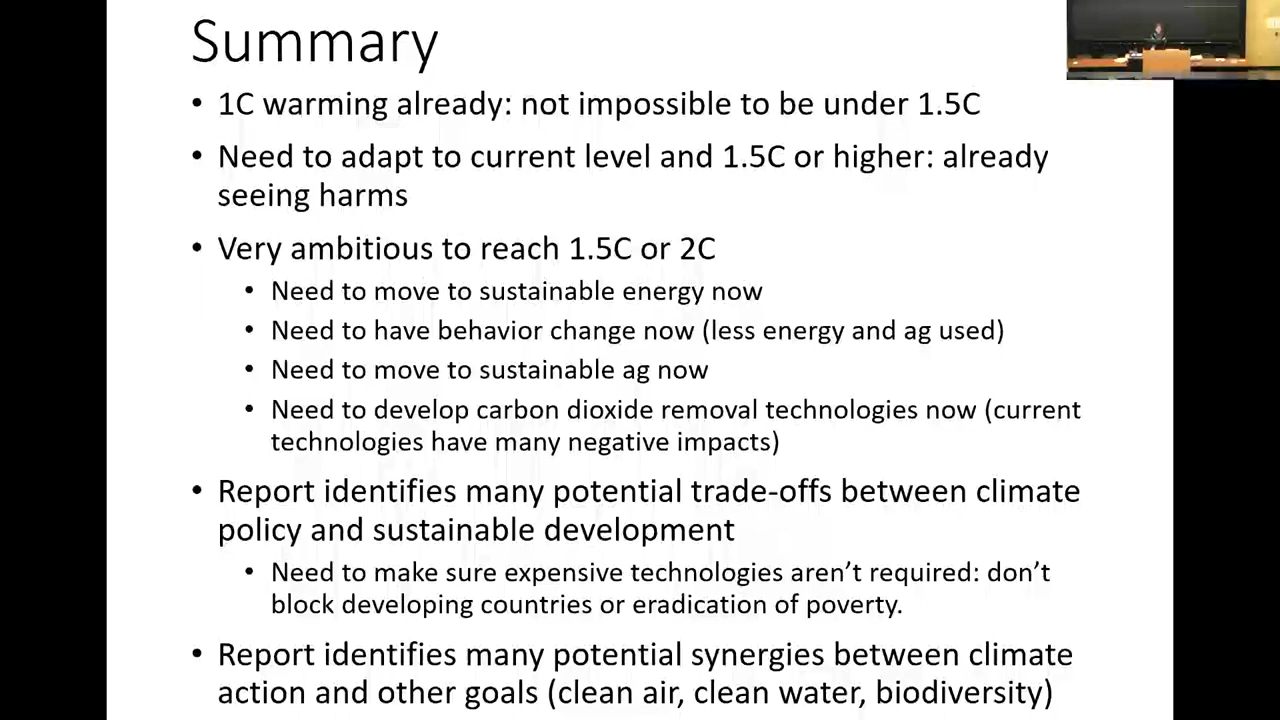 Summary
• 1C warming already: not impossible to be under 1.5C
• Need to adapt to current level and 1.5C or higher: already
seeing harms
• Very ambitious to reach 1.5C or 2C
• Need to move to sustainable energy now
• Need to have behavior change now (less energy and ag used)
• Need to move to sustainable ag now
• Need to develop carbon dioxide removal technologies now (current
technologies have many negative impacts)
• Report identifies many potential trade-offs between climate
policy and sustainable development
• Need to make sure expensive technologies aren’t required: don’t
block developing countries or eradication of poverty.
• Report identifies many potential synergies between climate
action and other goals (clean air, clean water, biodiversity)